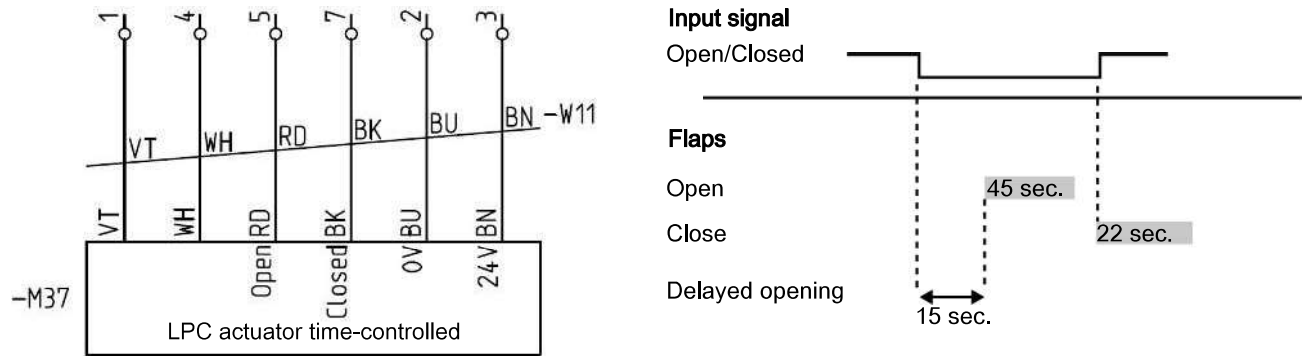 1 4 5 7 2 3
VT WH RD BK BU BN -W11
VT WH RD BK BU BN
Open Closed 0V 24V
-M37
LPC actuator time-controlled
Input signal
Open/Closed
Flaps
Open 45 sec.
Close 22 sec.
Delayed opening
15 sec.